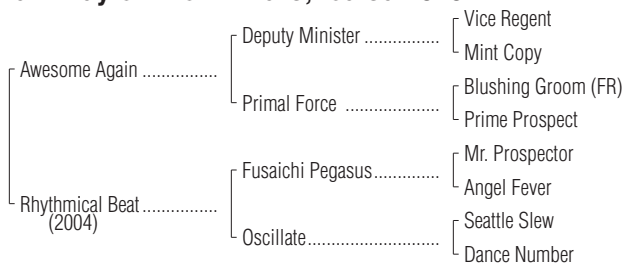 Vice Regent
Deputy Minister ................
Mint Copy
Awesome Again ................
Blushing Groom (FR)
Primal Force ....................
Prime Prospect
Mr. Prospector
Fusaichi Pegasus..............
Angel Fever
Rhythmical Beat ................
(2004)
Seattle Slew
Oscillate............................
Dance Number